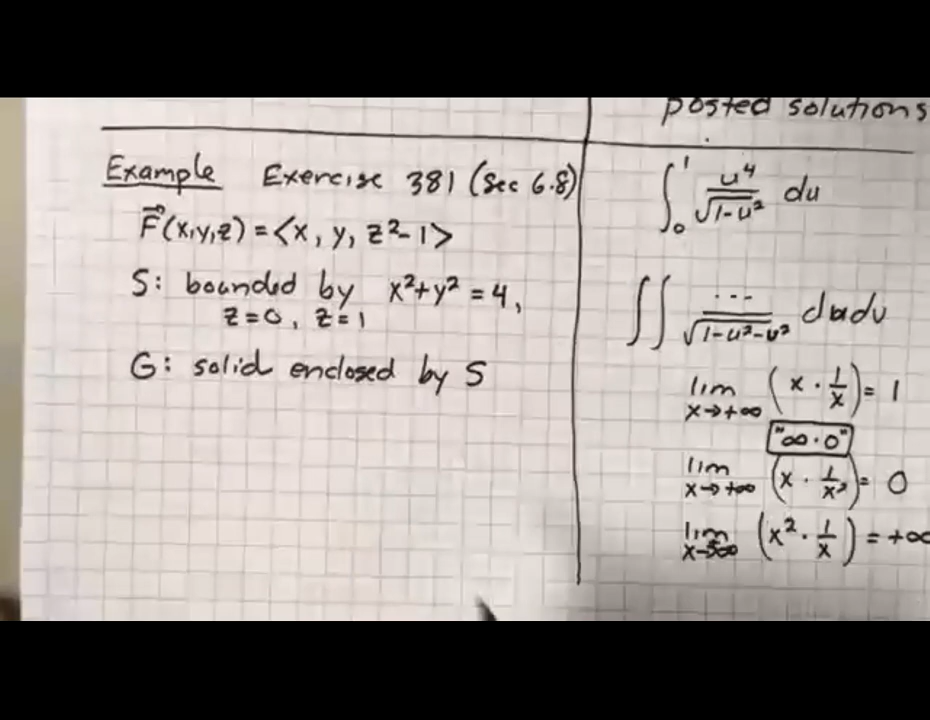 posted solutions
Example Exercise 381 (Sec 6.8)
F⃗(x,y,z) = <x, y, z²-1>
S: bounded by x²+y² = 4,
z=0, z=1
G: solid enclosed by S
∫₀¹ u⁴/√(1-u²) du
∫∫ .../√(1-u²-v²) dudv
lim x→+∞ (x · 1/x) = 1
"∞·0"
lim x→+∞ (x · 1/x²) = 0
lim (x² · 1/x) = +∞